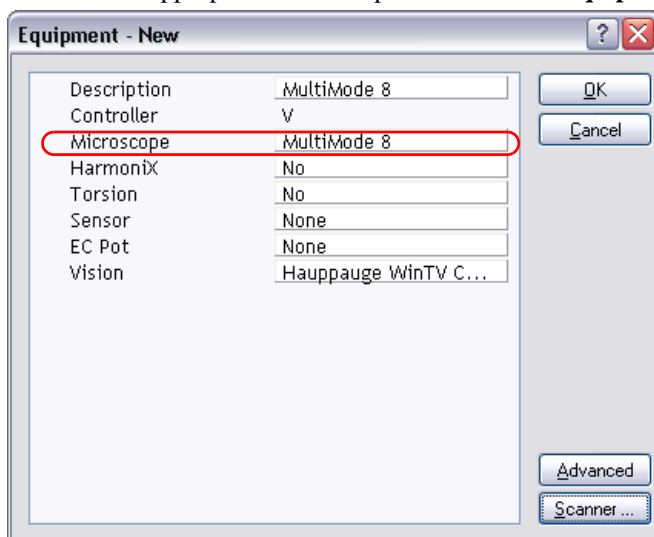 Equipment - New
Description MultiMode 8
Controller V
Microscope MultiMode 8
HarmoniX No
Torsion No
Sensor None
EC Pot None
Vision Hauppauge WinTV C...
OK
Cancel
Advanced
Scanner ...